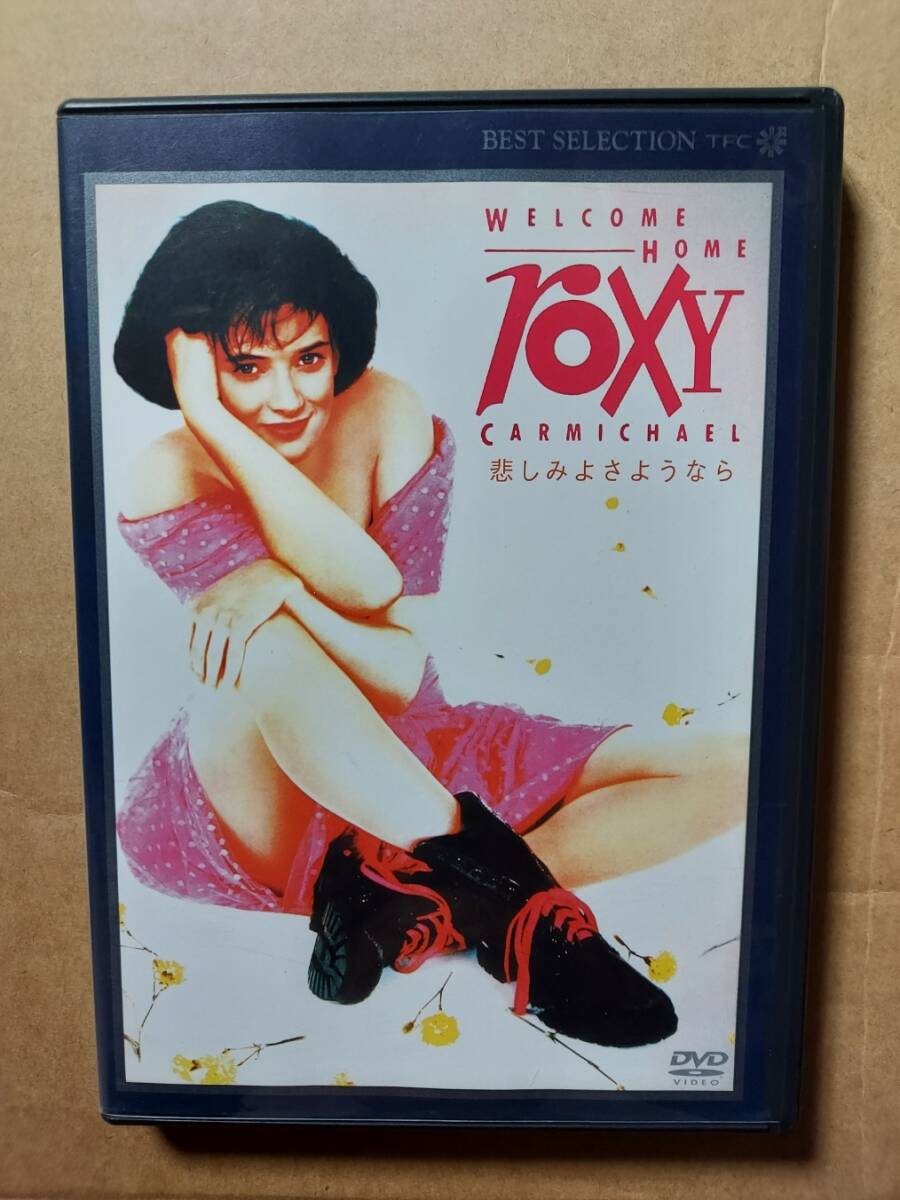 BEST SELECTION TFC
WELCOME
HOME
roxy
CARMICHAEL
悲しみよさようなら
DVD
VIDEO